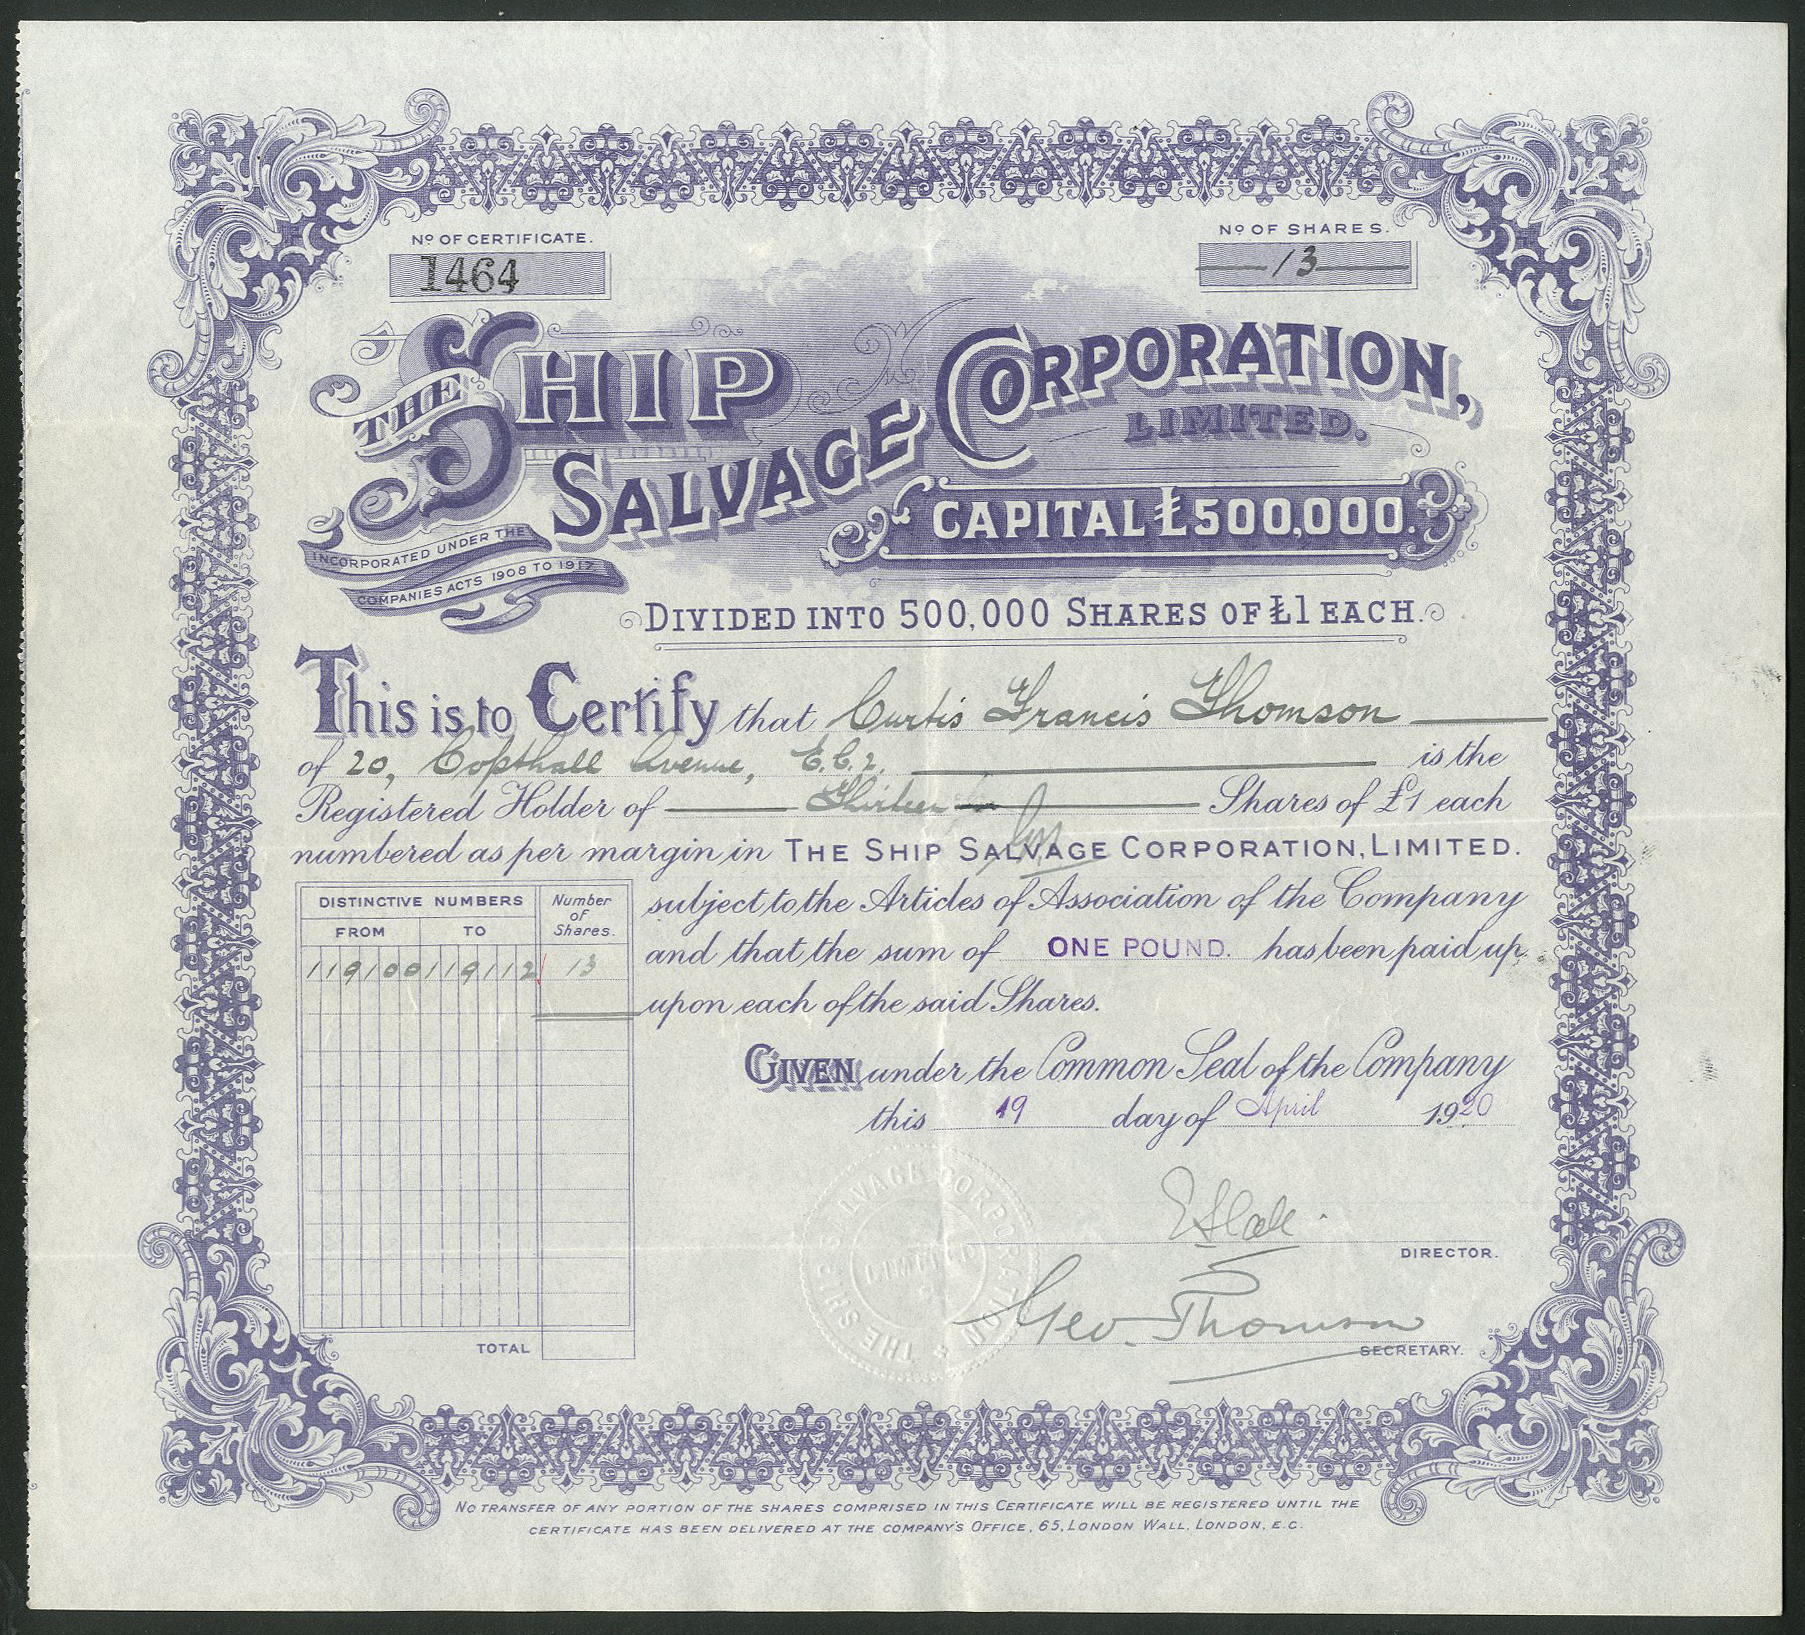 Nº OF CERTIFICATE.
1464
Nº OF SHARES.
13
THE SHIP
SALVAGE CORPORATION,
LIMITED.
CAPITAL £500,000.
INCORPORATED UNDER THE
COMPANIES ACTS 1908 TO 1917.
DIVIDED INTO 500,000 SHARES OF £1 EACH.
This is to Certify that Curtis Francis Thomson
of 20, Copthall Avenue, E.C.2. is the
Registered Holder of Thirteen Shares of £1 each
numbered as per margin in THE SHIP SALVAGE CORPORATION, LIMITED.
DISTINCTIVE NUMBERS
Number of Shares.
FROM TO
119100 119112 13
TOTAL
subject to the Articles of Association of the Company
and that the sum of ONE POUND. has been paid up
upon each of the said Shares.
GIVEN under the Common Seal of the Company
this 19 day of April 1920
DIRECTOR.
Geo. Thomson
SECRETARY.
THE SHIP SALVAGE CORPORATION
LIMITED
NO TRANSFER OF ANY PORTION OF THE SHARES COMPRISED IN THIS CERTIFICATE WILL BE REGISTERED UNTIL THE
CERTIFICATE HAS BEEN DELIVERED AT THE COMPANY'S OFFICE, 65, LONDON WALL, LONDON, E.C.